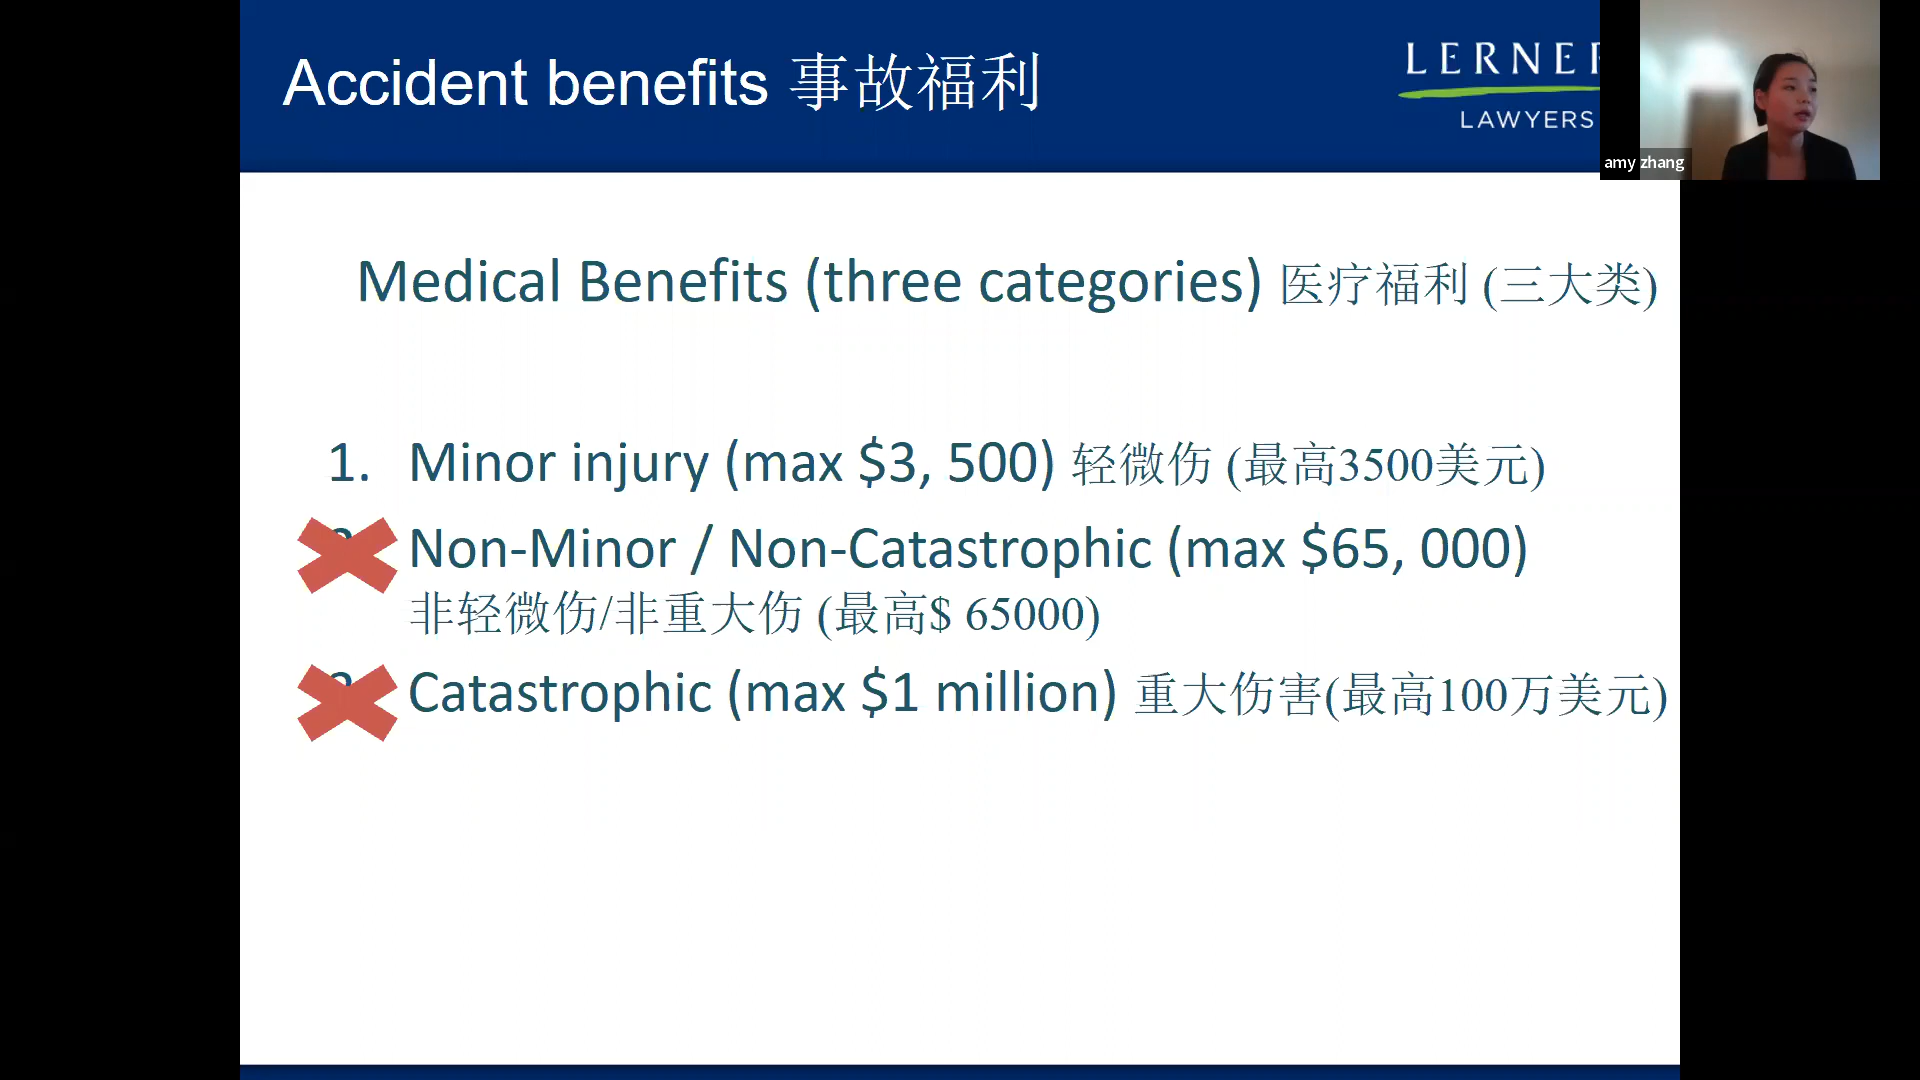 Accident benefits 事故福利
LERNER
LAWYERS
amy zhang
Medical Benefits (three categories) 医疗福利 (三大类)
1. Minor injury (max $3, 500) 轻微伤 (最高3500美元)
Non-Minor / Non-Catastrophic (max $65, 000)
非轻微伤/非重大伤 (最高$ 65000)
Catastrophic (max $1 million) 重大伤害(最高100万美元)